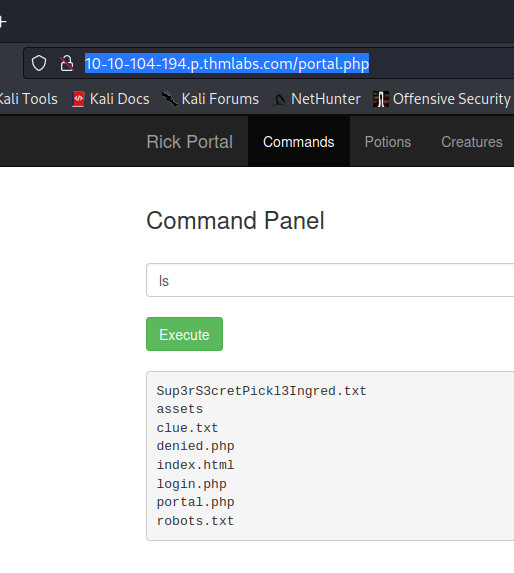 10-10-104-194.p.thmlabs.com/portal.php
Kali Tools Kali Docs Kali Forums NetHunter Offensive Security
Rick Portal Commands Potions Creatures
Command Panel
ls
Execute
Sup3rS3cretPickl3Ingred.txt
assets
clue.txt
denied.php
index.html
login.php
portal.php
robots.txt